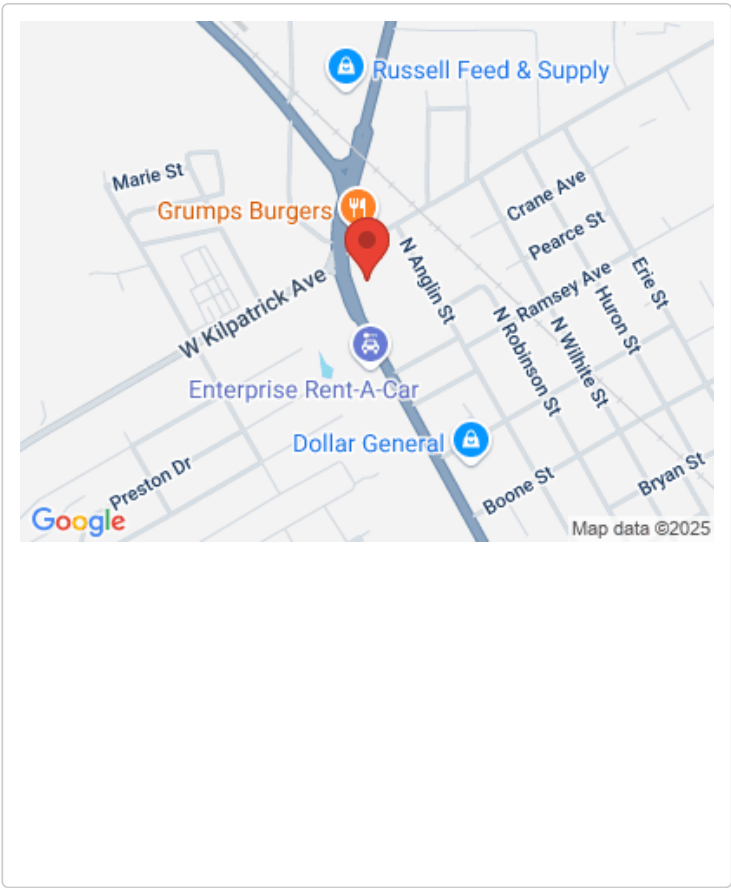 Russell Feed & Supply
Marie St
Crane Ave
Grumps Burgers
Pearce St
N Anglin St
Erie St
W Kilpatrick Ave
Ramsey Ave
Huron St
N Robinson St
N Wilhite St
Enterprise Rent-A-Car
Dollar General
Preston Dr
Boone St
Bryan St
Google
Map data ©2025